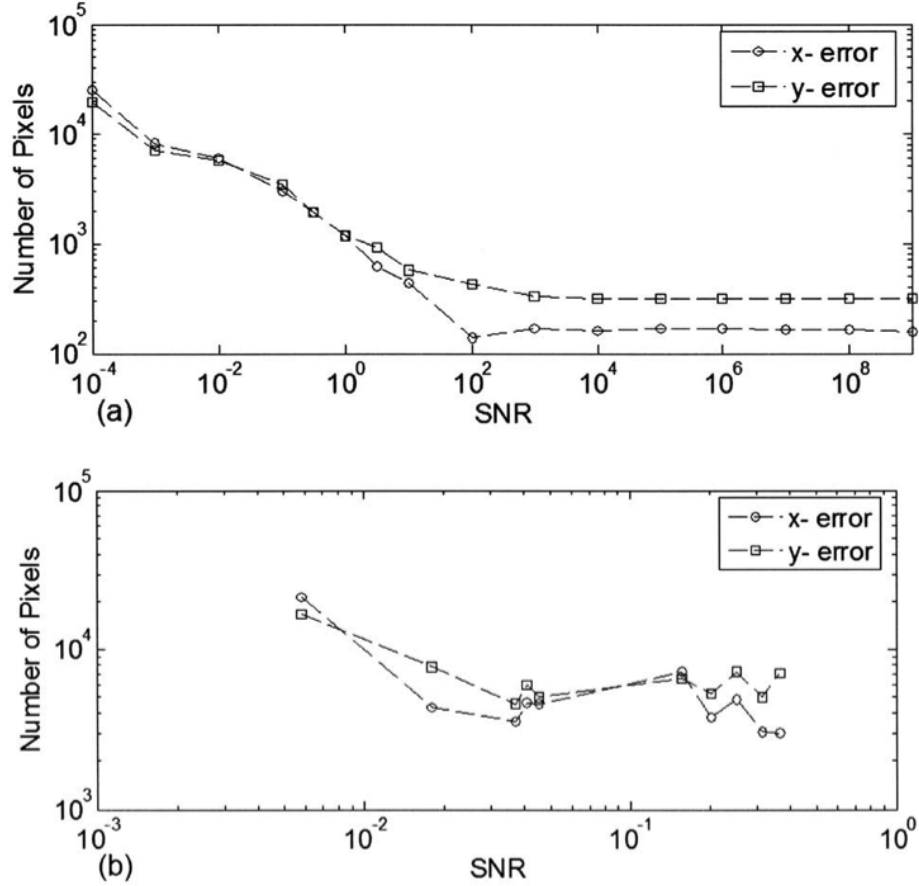 (a)
10^5
10^4
10^3
10^2
Number of Pixels
x- error
y- error
10^-4
10^-2
10^0
10^2
10^4
10^6
10^8
SNR
(b)
10^5
10^4
10^3
Number of Pixels
x- error
y- error
10^-3
10^-2
10^-1
10^0
SNR